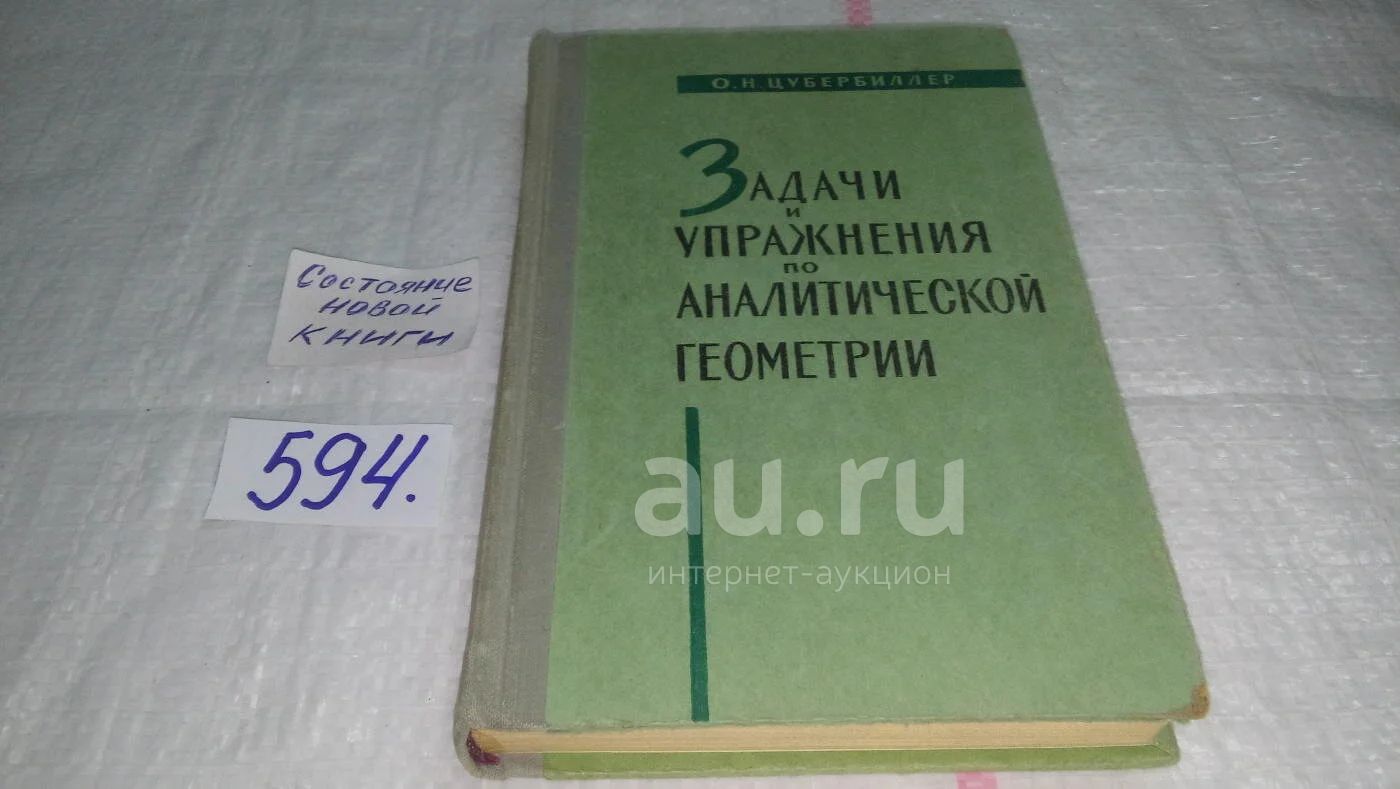 О. Н. ЦУБЕРБИЛЛЕР
ЗАДАЧИ
И
УПРАЖНЕНИЯ
ПО
АНАЛИТИЧЕСКОЙ
ГЕОМЕТРИИ
Состояние
новой
книги
594.
au.ru
интернет-аукцион